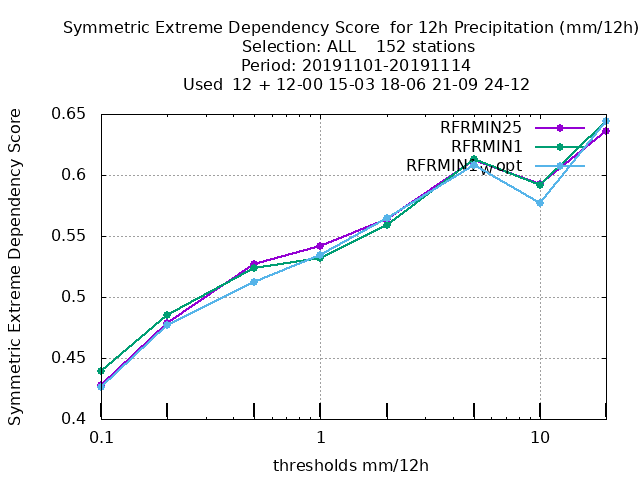 Symmetric Extreme Dependency Score  for 12h Precipitation (mm/12h)
Selection: ALL    152 stations
Period: 20191101-20191114
Used  12 + 12-00 15-03 18-06 21-09 24-12
Symmetric Extreme Dependency Score
0.65
0.6
0.55
0.5
0.45
0.4
RFRMIN25
RFRMIN1
RFRMIN1_w_opt
0.1
1
10
thresholds mm/12h